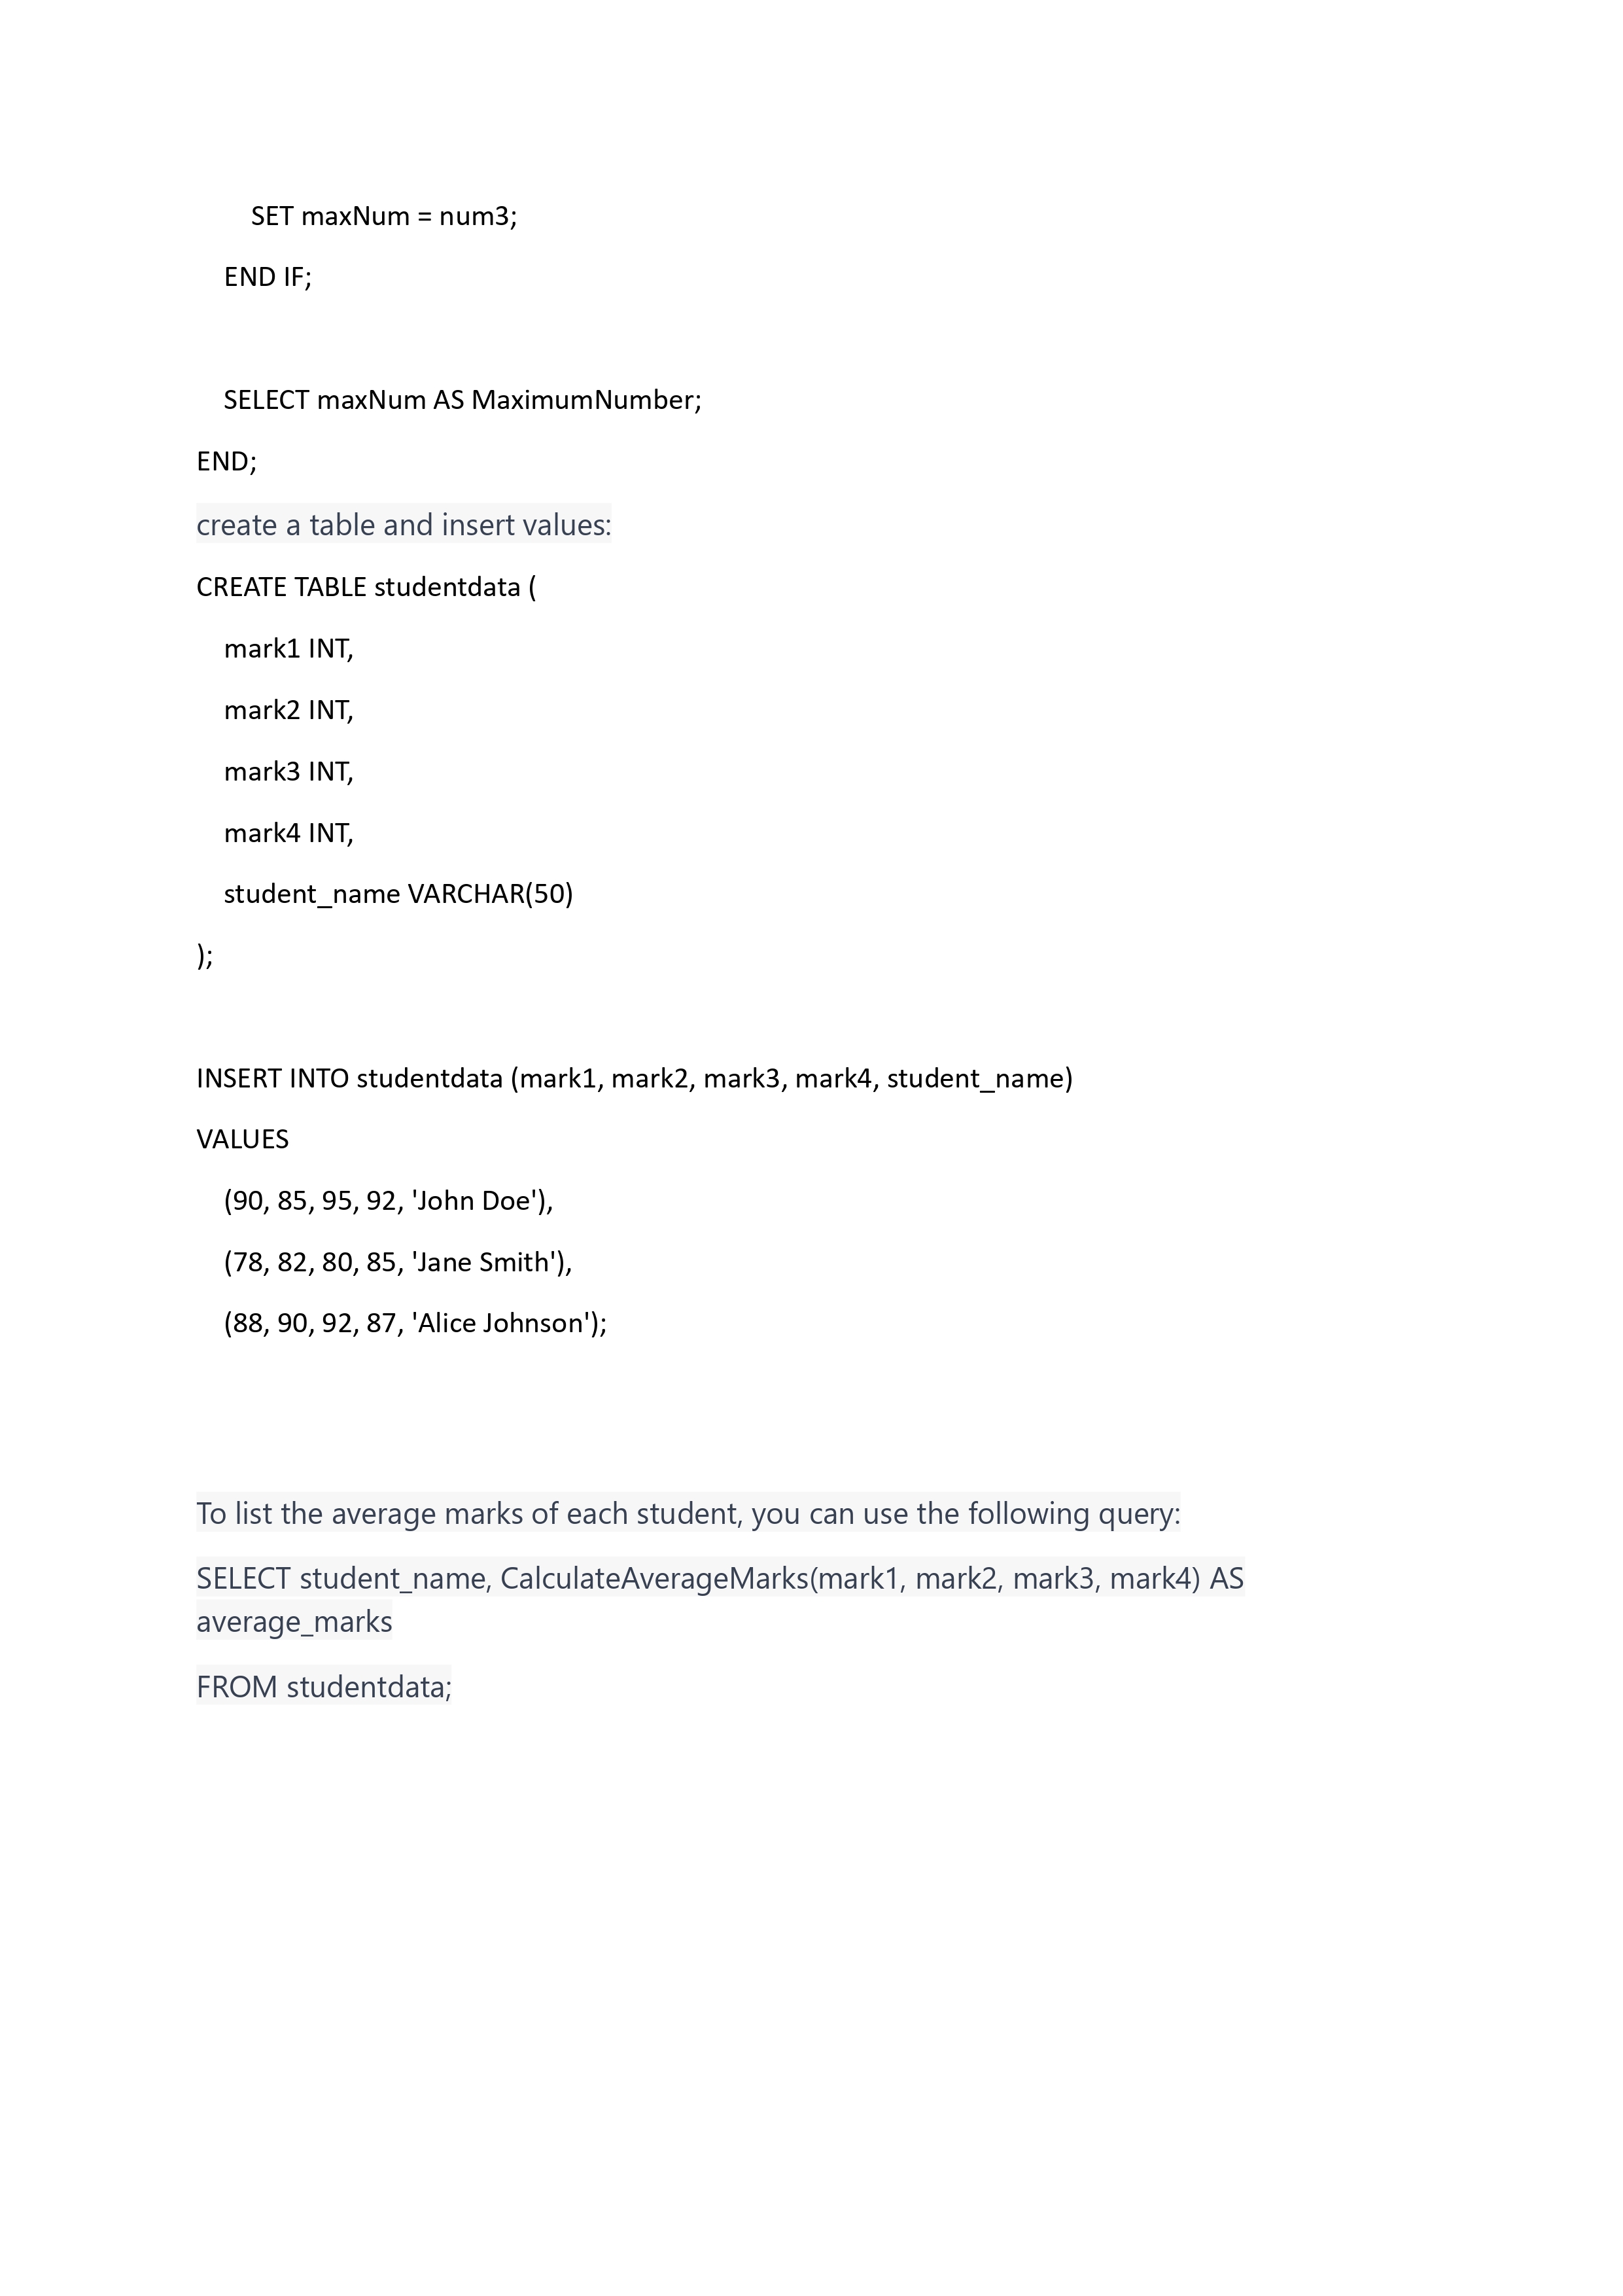 SET maxNum = num3;
END IF;
SELECT maxNum AS MaximumNumber;
END;
create a table and insert values:
CREATE TABLE studentdata (
mark1 INT,
mark2 INT,
mark3 INT,
mark4 INT,
student_name VARCHAR(50)
);
INSERT INTO studentdata (mark1, mark2, mark3, mark4, student_name)
VALUES
(90, 85, 95, 92, 'John Doe'),
(78, 82, 80, 85, 'Jane Smith'),
(88, 90, 92, 87, 'Alice Johnson');
To list the average marks of each student, you can use the following query:
SELECT student_name, CalculateAverageMarks(mark1, mark2, mark3, mark4) AS
average_marks
FROM studentdata;